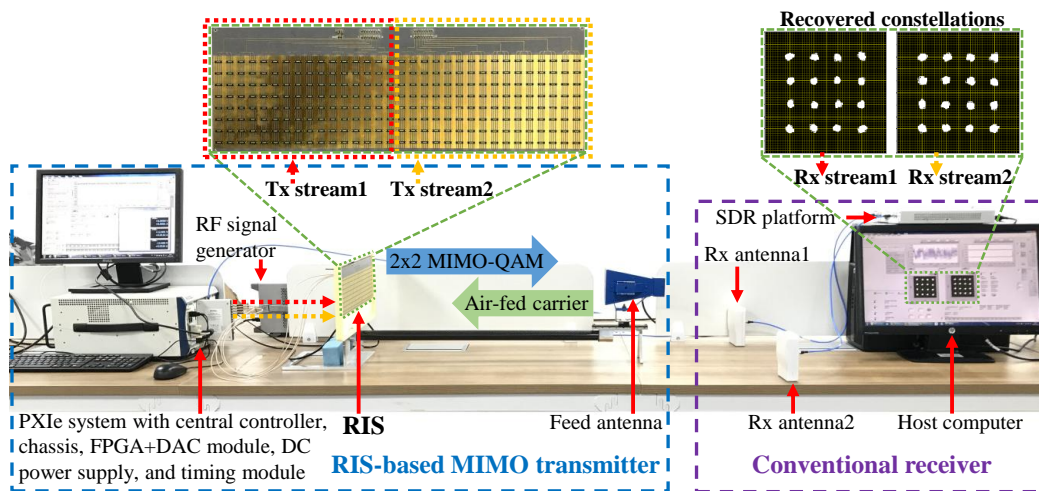 Recovered constellations
Tx stream1
Tx stream2
Rx stream1
Rx stream2
RF signal
generator
2x2 MIMO-QAM
Air-fed carrier
SDR platform
Rx antenna1
PXIe system with central controller,
chassis, FPGA+DAC module, DC
power supply, and timing module
RIS
Feed antenna
Rx antenna2
Host computer
RIS-based MIMO transmitter
Conventional receiver